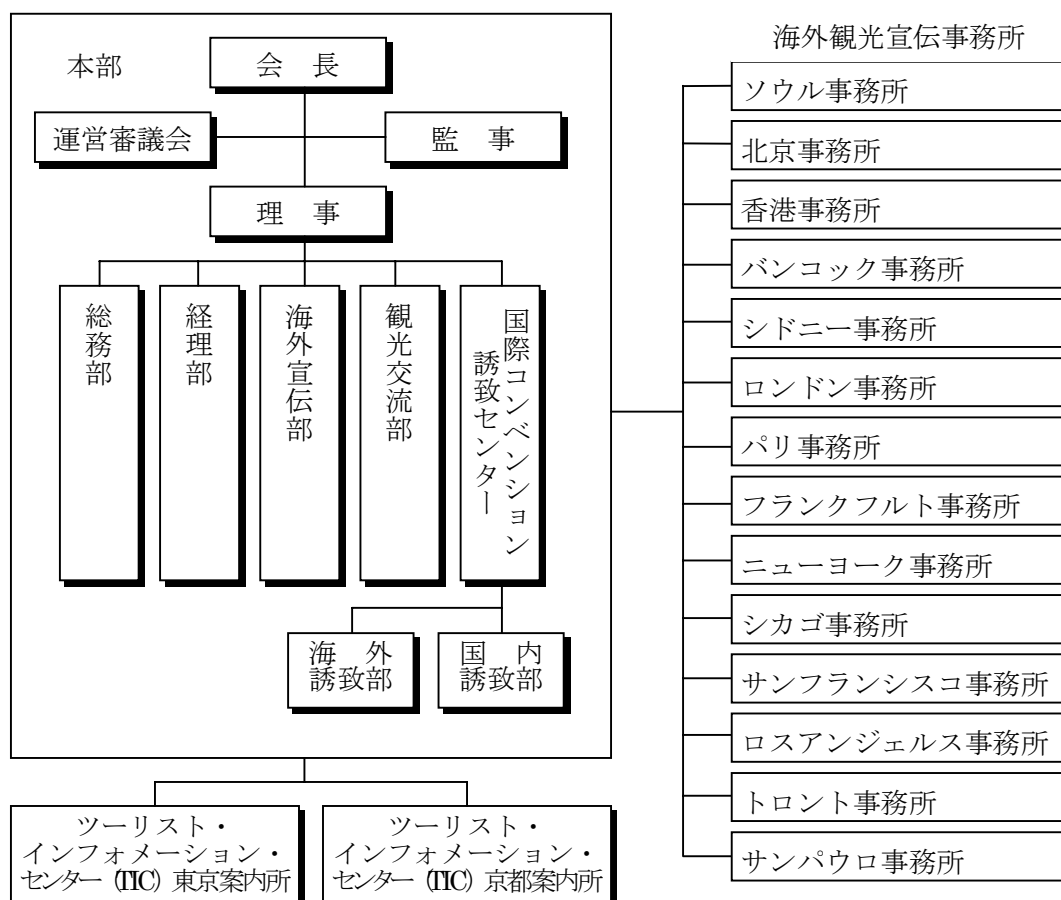 本部
会 長
運営審議会
監 事
理 事
総務部
経理部
海外宣伝部
観光交流部
国際コンベンション
誘致センター
海 外
誘致部
国 内
誘致部
ツーリスト・
インフォメーション・
センター (TIC) 東京案内所
ツーリスト・
インフォメーション・
センター (TIC) 京都案内所
海外観光宣伝事務所
ソウル事務所
北京事務所
香港事務所
バンコック事務所
シドニー事務所
ロンドン事務所
パリ事務所
フランクフルト事務所
ニューヨーク事務所
シカゴ事務所
サンフランシスコ事務所
ロスアンジェルス事務所
トロント事務所
サンパウロ事務所